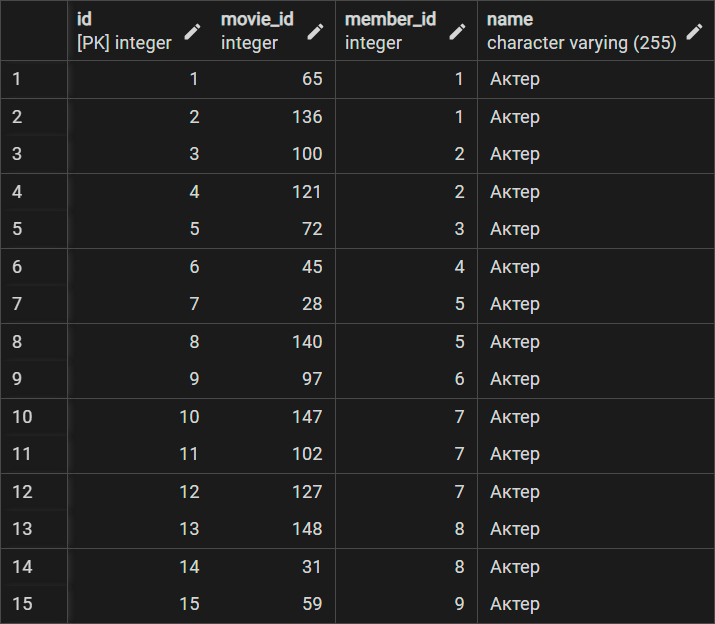 id movie_id member_id name
[PK] integer integer integer character varying (255)
1 1 65 1 Актер
2 2 136 1 Актер
3 3 100 2 Актер
4 4 121 2 Актер
5 5 72 3 Актер
6 6 45 4 Актер
7 7 28 5 Актер
8 8 140 5 Актер
9 9 97 6 Актер
10 10 147 7 Актер
11 11 102 7 Актер
12 12 127 7 Актер
13 13 148 8 Актер
14 14 31 8 Актер
15 15 59 9 Актер